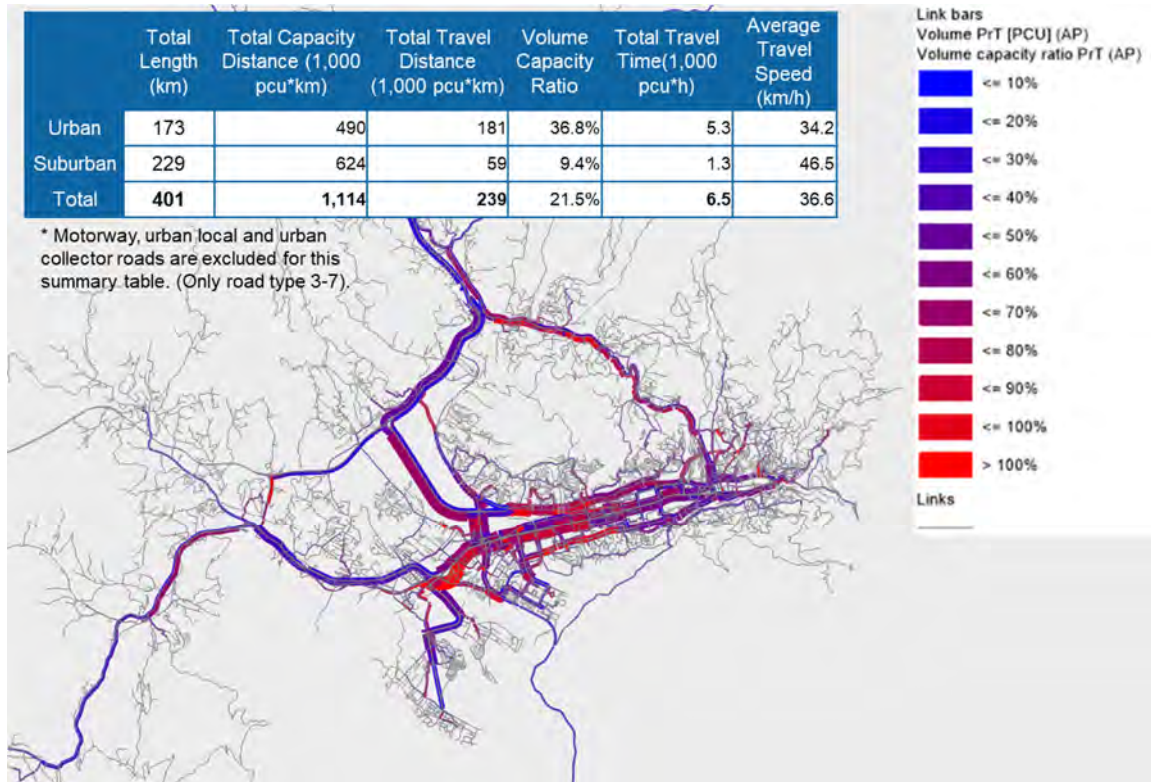 Total Length (km) Total Capacity Distance (1,000 pcu*km) Total Travel Distance (1,000 pcu*km) Volume Capacity Ratio Total Travel Time(1,000 pcu*h) Average Travel Speed (km/h)
Urban 173 490 181 36.8% 5.3 34.2
Suburban 229 624 59 9.4% 1.3 46.5
Total 401 1,114 239 21.5% 6.5 36.6
* Motorway, urban local and urban
collector roads are excluded for this
summary table. (Only road type 3-7).
Link bars
Volume PrT [PCU] (AP)
Volume capacity ratio PrT (AP)
<= 10%
<= 20%
<= 30%
<= 40%
<= 50%
<= 60%
<= 70%
<= 80%
<= 90%
<= 100%
> 100%
Links